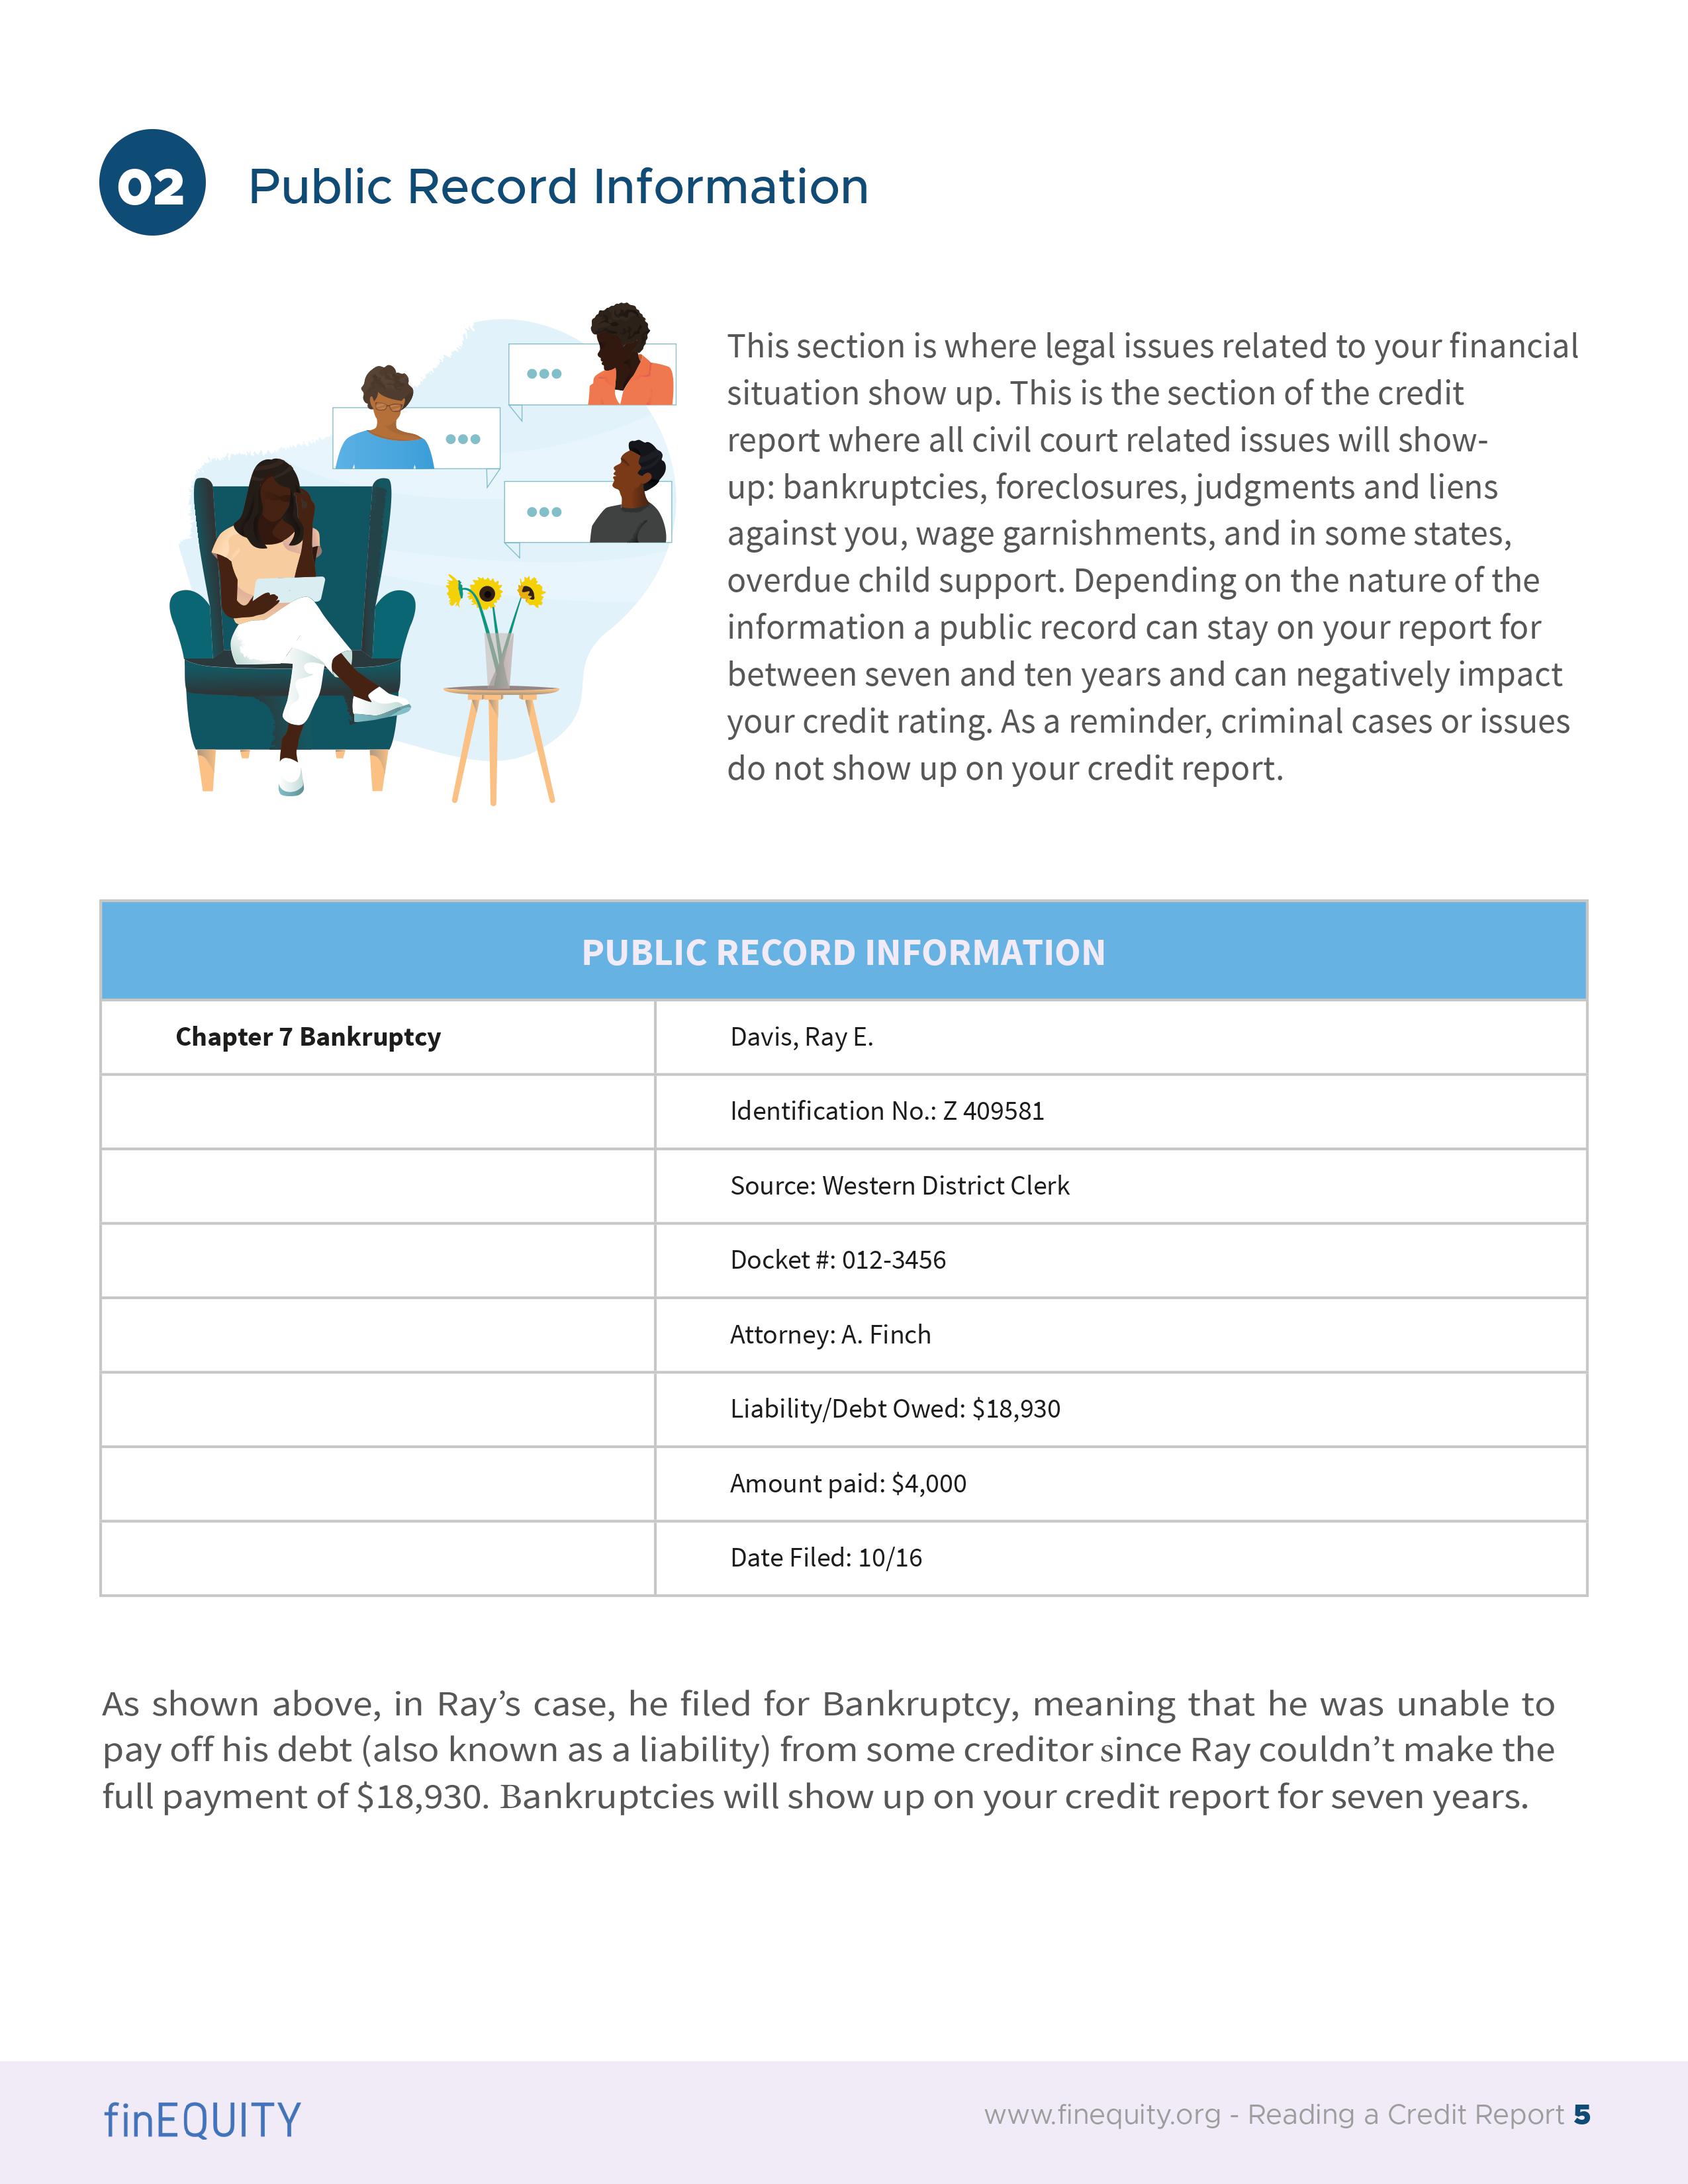 02
Public Record Information
This section is where legal issues related to your financial
situation show up. This is the section of the credit
report where all civil court related issues will show-
up: bankruptcies, foreclosures, judgments and liens
against you, wage garnishments, and in some states,
overdue child support. Depending on the nature of the
information a public record can stay on your report for
between seven and ten years and can negatively impact
your credit rating. As a reminder, criminal cases or issues
do not show up on your credit report.
PUBLIC RECORD INFORMATION
Chapter 7 Bankruptcy Davis, Ray E.
Identification No.: Z 409581
Source: Western District Clerk
Docket #: 012-3456
Attorney: A. Finch
Liability/Debt Owed: $18,930
Amount paid: $4,000
Date Filed: 10/16
As shown above, in Ray’s case, he filed for Bankruptcy, meaning that he was unable to
pay off his debt (also known as a liability) from some creditor since Ray couldn’t make the
full payment of $18,930. Bankruptcies will show up on your credit report for seven years.
finEQUITY
www.finequity.org - Reading a Credit Report 5